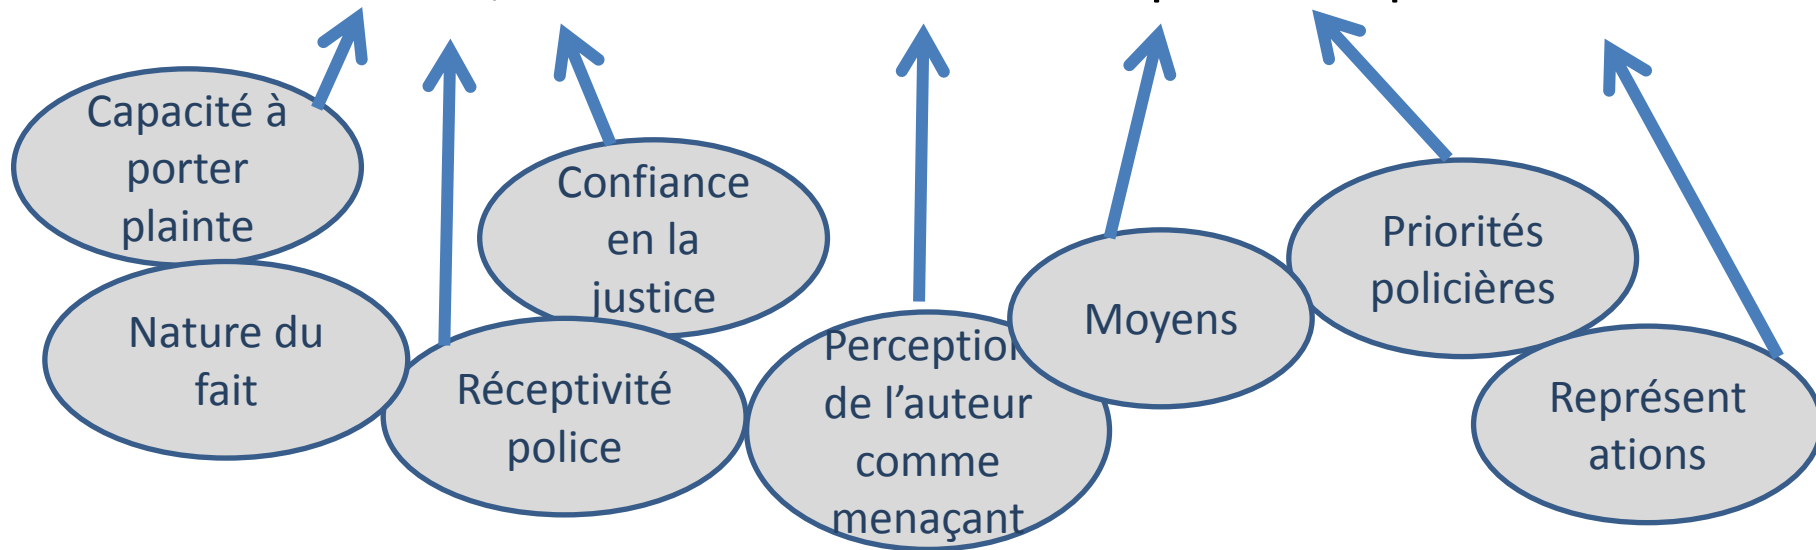 Capacité à
porter
plainte
Nature du
fait
Confiance
en la
justice
Réceptivité
police
Perception
de l’auteur
comme
menaçant
Moyens
Priorités
policières
Représent
ations